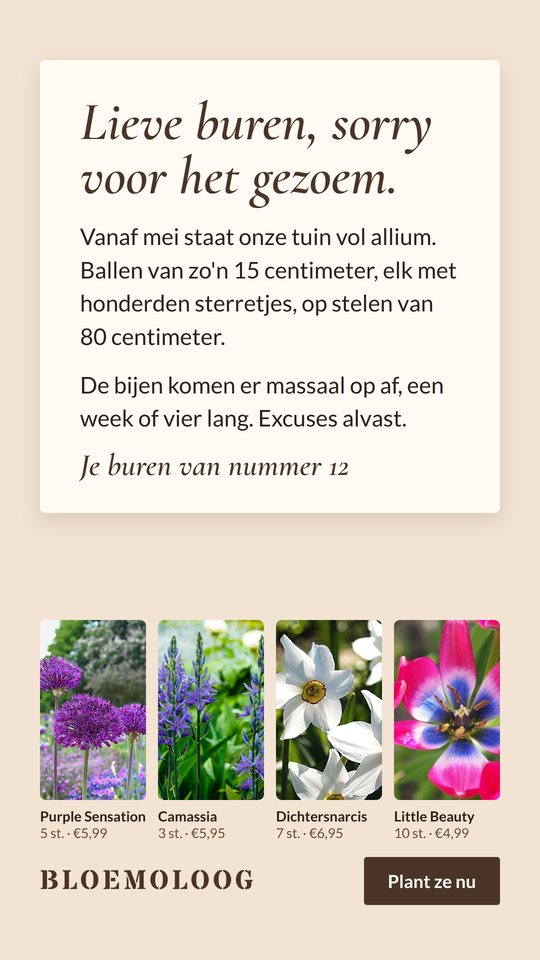 Lieve buren, sorry
voor het gezoem.
Vanaf mei staat onze tuin vol allium.
Ballen van zo'n 15 centimeter, elk met
honderden sterretjes, op stelen van
80 centimeter.
De bijen komen er massaal op af, een
week of vier lang. Excuses alvast.
Je buren van nummer 12
Purple Sensation
5 st. · €5,99
Camassia
3 st. · €5,95
Dichtersnarcis
7 st. · €6,95
Little Beauty
10 st. · €4,99
BLOEMOLOOG
Plant ze nu